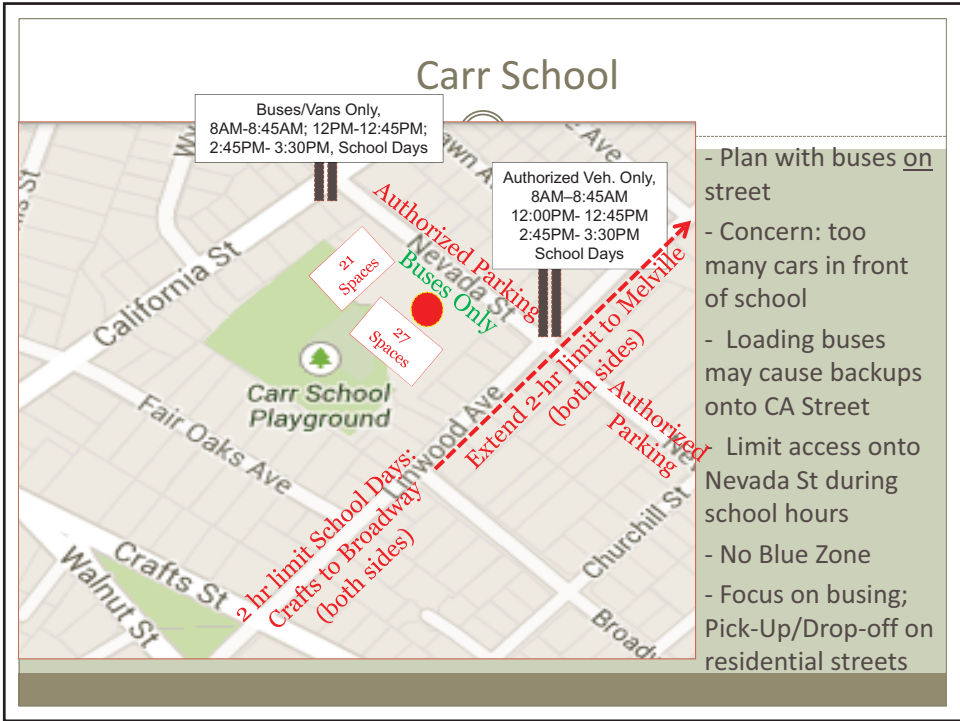 Carr School
Buses/Vans Only,
8AM-8:45AM; 12PM-12:45PM;
2:45PM- 3:30PM, School Days
Authorized Veh. Only,
8AM–8:45AM
12:00PM- 12:45PM
2:45PM- 3:30PM
School Days
California St
Nevada St
Authorized Parking
Buses Only
21
Spaces
27
Spaces
Carr School
Playground
Fair Oaks Ave
Linwood Ave
Extend 2-hr limit to Melville
(both sides)
Authorized
Parking
2 hr limit School Days:
Crafts to Broadway
(both sides)
Crafts St
Walnut St
Churchill St
Broadw
- Plan with buses on
street
- Concern: too
many cars in front
of school
- Loading buses
may cause backups
onto CA Street
- Limit access onto
Nevada St during
school hours
- No Blue Zone
- Focus on busing;
Pick-Up/Drop-off on
residential streets